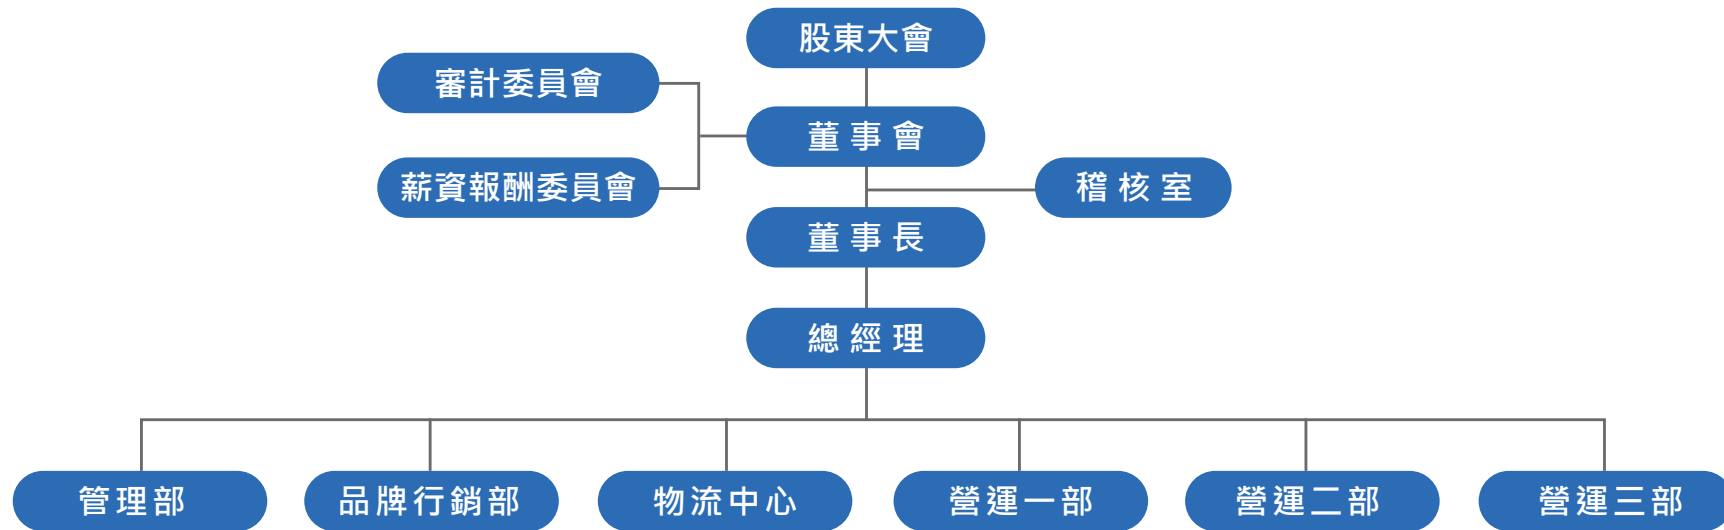 股東大會
審計委員會
董事會
薪資報酬委員會
稽核室
董事長
總經理
管理部
品牌行銷部
物流中心
營運一部
營運二部
營運三部